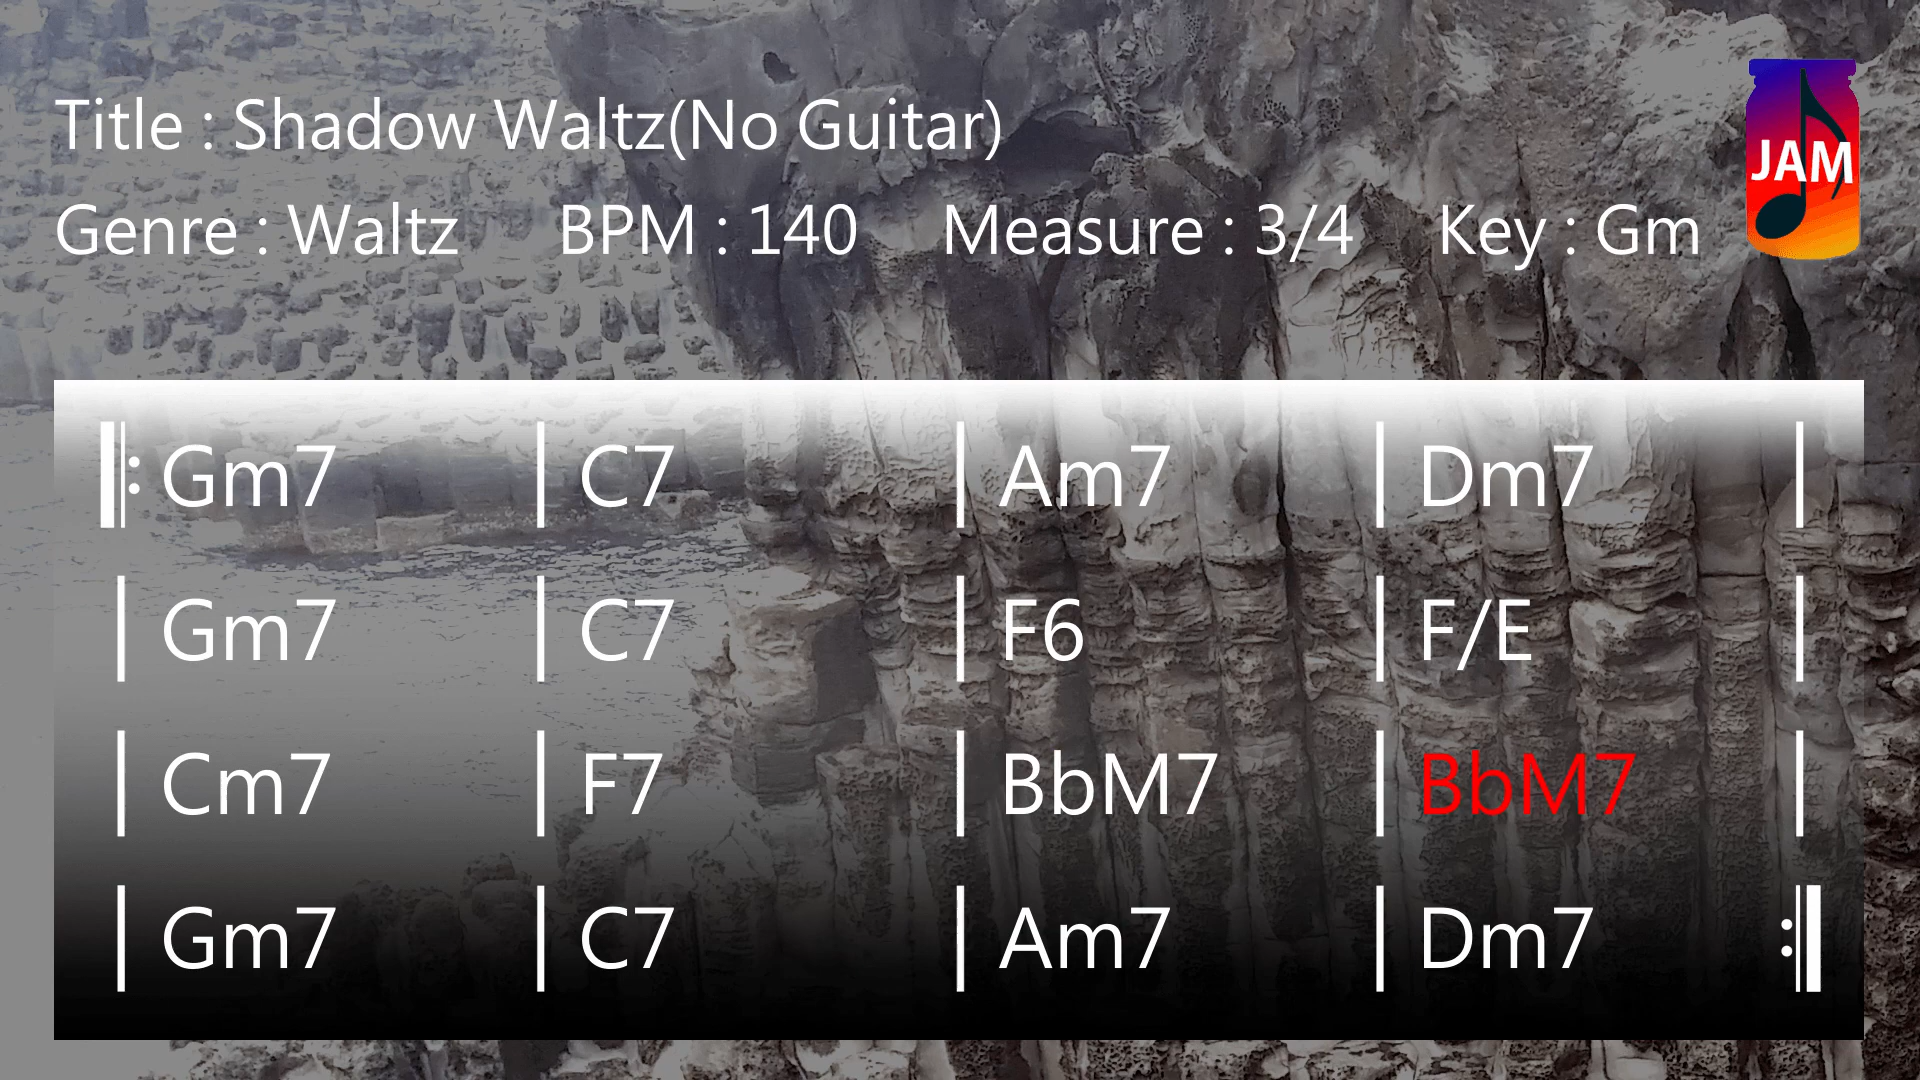 Title : Shadow Waltz(No Guitar)
Genre : Waltz BPM : 140 Measure : 3/4 Key : Gm
JAM
Gm7 C7 Am7 Dm7
Gm7 C7 F6 F/E
Cm7 F7 BbM7 BbM7
Gm7 C7 Am7 Dm7